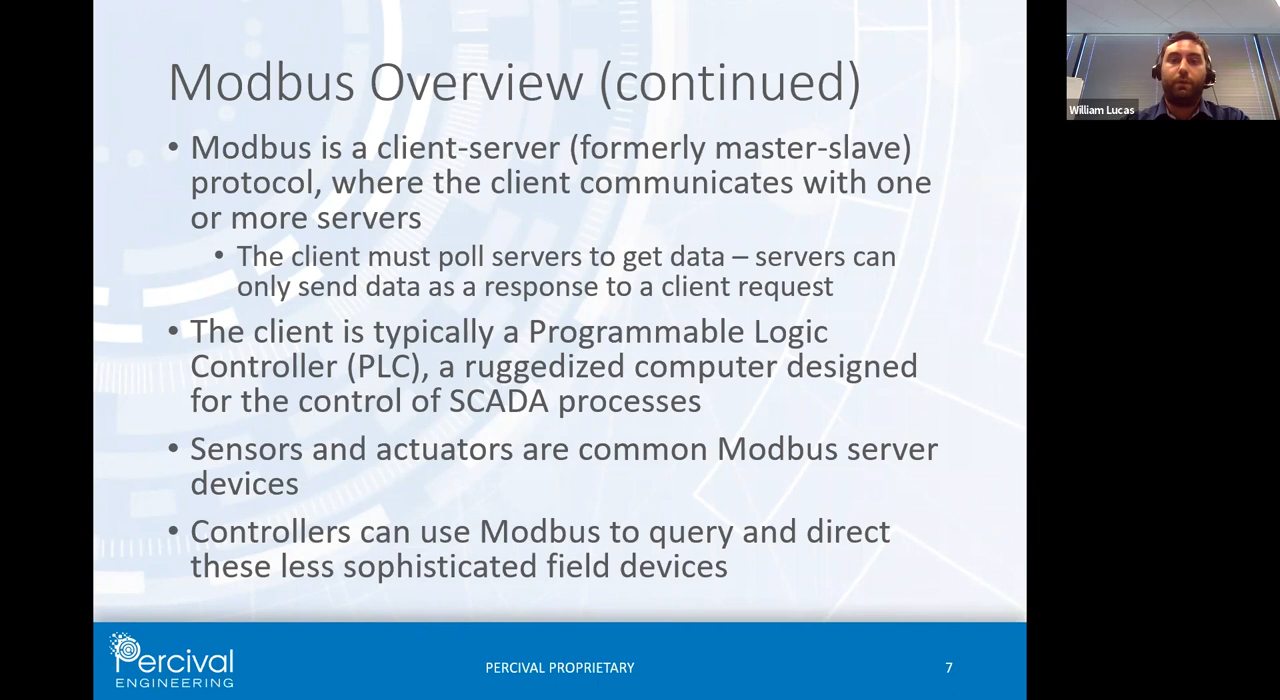 Modbus Overview (continued)
• Modbus is a client-server (formerly master-slave)
protocol, where the client communicates with one
or more servers
• The client must poll servers to get data – servers can
only send data as a response to a client request
• The client is typically a Programmable Logic
Controller (PLC), a ruggedized computer designed
for the control of SCADA processes
• Sensors and actuators are common Modbus server
devices
• Controllers can use Modbus to query and direct
these less sophisticated field devices
Percival
ENGINEERING
PERCIVAL PROPRIETARY
7
William Lucas